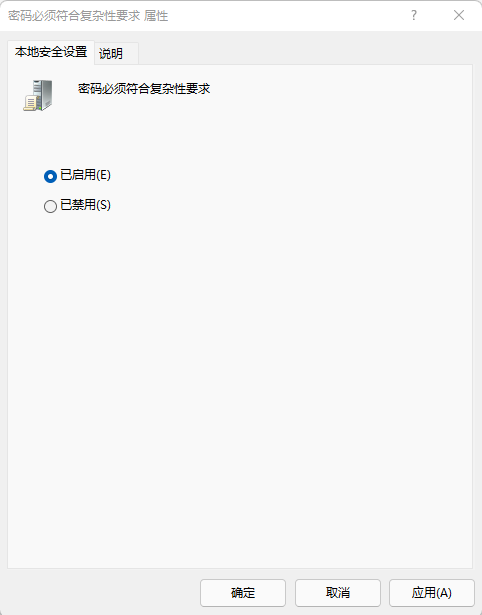 密码必须符合复杂性要求 属性
?
本地安全设置 说明
密码必须符合复杂性要求
已启用(E)
已禁用(S)
确定 取消 应用(A)